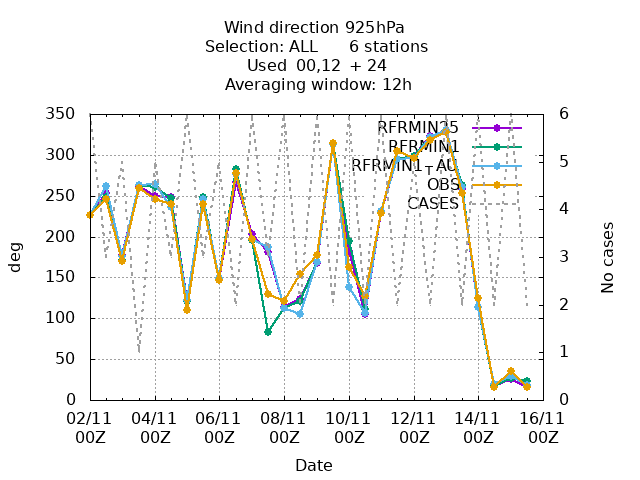 Wind direction 925hPa
Selection: ALL 6 stations
Used 00,12 + 24
Averaging window: 12h
350
300
250
200
150
100
50
0
6
5
4
3
2
1
0
deg
No cases
RFRMIN25
RFRMIN1
RFRMIN1_AU
OBS
CASES
02/11 04/11 06/11 08/11 10/11 12/11 14/11 16/11
00Z 00Z 00Z 00Z 00Z 00Z 00Z 00Z
Date